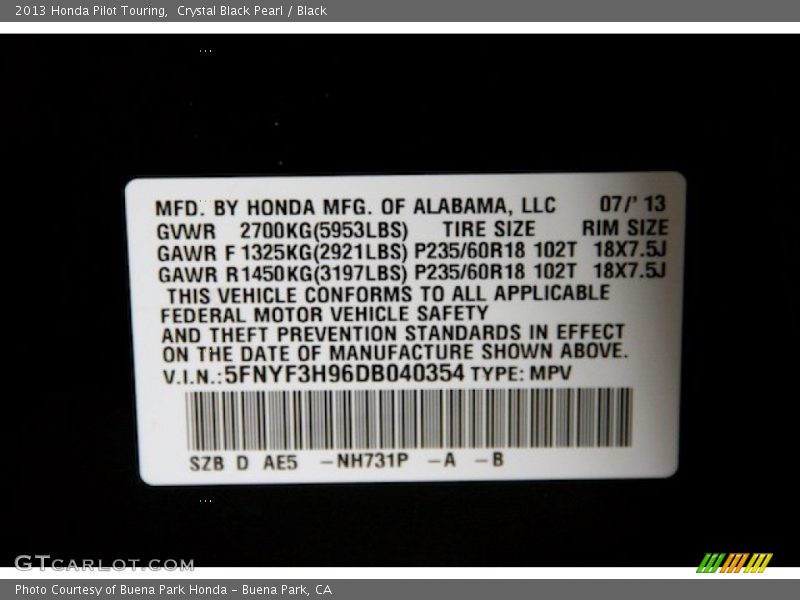 2013 Honda Pilot Touring, Crystal Black Pearl / Black
MFD. BY HONDA MFG. OF ALABAMA, LLC 07/' 13
GVWR 2700KG(5953LBS) TIRE SIZE RIM SIZE
GAWR F 1325KG(2921LBS) P235/60R18 102T 18X7.5J
GAWR R1450KG(3197LBS) P235/60R18 102T 18X7.5J
THIS VEHICLE CONFORMS TO ALL APPLICABLE
FEDERAL MOTOR VEHICLE SAFETY
AND THEFT PREVENTION STANDARDS IN EFFECT
ON THE DATE OF MANUFACTURE SHOWN ABOVE.
V.I.N.:5FNYF3H96DB040354 TYPE: MPV
SZB D AE5 –NH731P –A –B
GTCARLOT.COM
Photo Courtesy of Buena Park Honda – Buena Park, CA